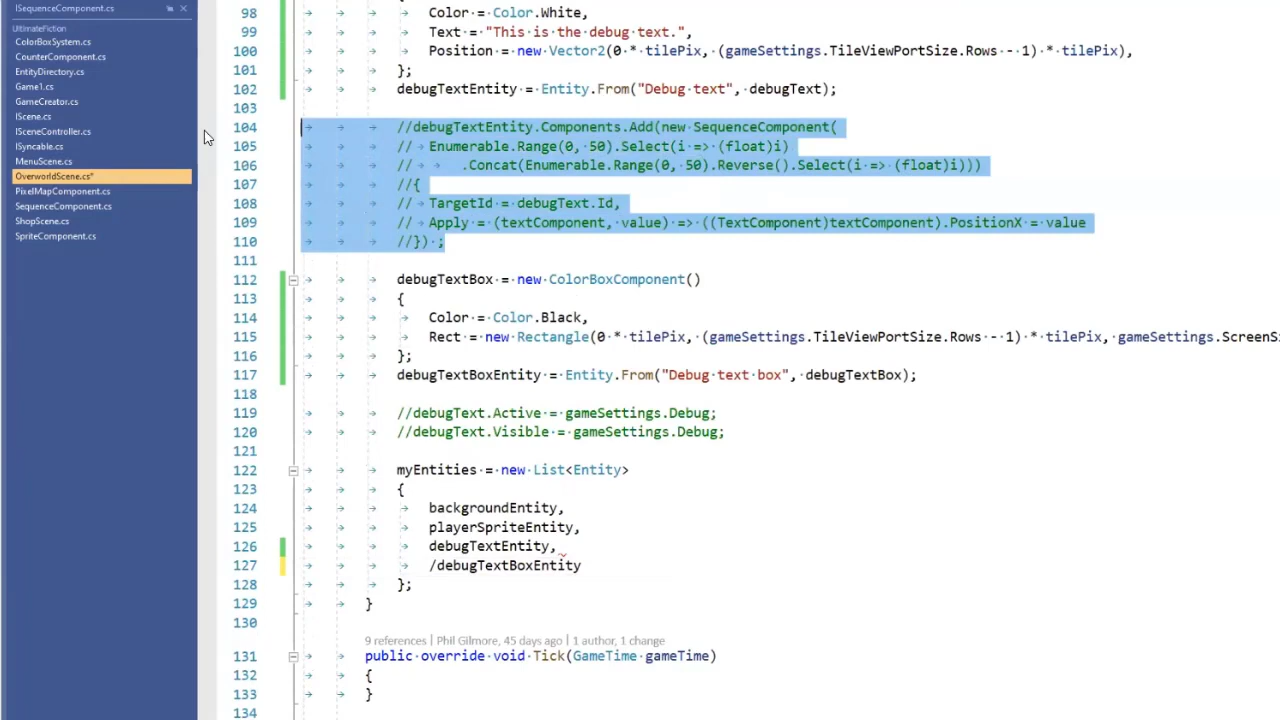 ISequenceComponent.cs
UltimateFiction
ColorBoxSystem.cs
CounterComponent.cs
EntityDirectory.cs
Game1.cs
GameCreator.cs
IScene.cs
ISceneController.cs
ISyncable.cs
MenuScene.cs
OverworldScene.cs*
PixelMapComponent.cs
SequenceComponent.cs
ShopScene.cs
SpriteComponent.cs
98 Color = Color.White,
99 Text = "This is the debug text.",
100 Position = new Vector2(0 * tilePix, (gameSettings.TileViewPortSize.Rows - 1) * tilePix),
101 };
102 debugTextEntity = Entity.From("Debug text", debugText);
103
104 //debugTextEntity.Components.Add(new SequenceComponent(
105 // Enumerable.Range(0, 50).Select(i => (float)i)
106 // .Concat(Enumerable.Range(0, 50).Reverse().Select(i => (float)i)))
107 //{
108 // TargetId = debugText.Id,
109 // Apply = (textComponent, value) => ((TextComponent)textComponent).PositionX = value
110 //}) ;
111
112 debugTextBox = new ColorBoxComponent()
113 {
114 Color = Color.Black,
115 Rect = new Rectangle(0 * tilePix, (gameSettings.TileViewPortSize.Rows - 1) * tilePix, gameSettings.ScreenSi
116 };
117 debugTextBoxEntity = Entity.From("Debug text box", debugTextBox);
118
119 //debugText.Active = gameSettings.Debug;
120 //debugText.Visible = gameSettings.Debug;
121
122 myEntities = new List<Entity>
123 {
124 backgroundEntity,
125 playerSpriteEntity,
126 debugTextEntity,
127 /debugTextBoxEntity
128 };
129 }
130
9 references | Phil Gilmore, 45 days ago | 1 author, 1 change
131 public override void Tick(GameTime gameTime)
132 {
133 }
134